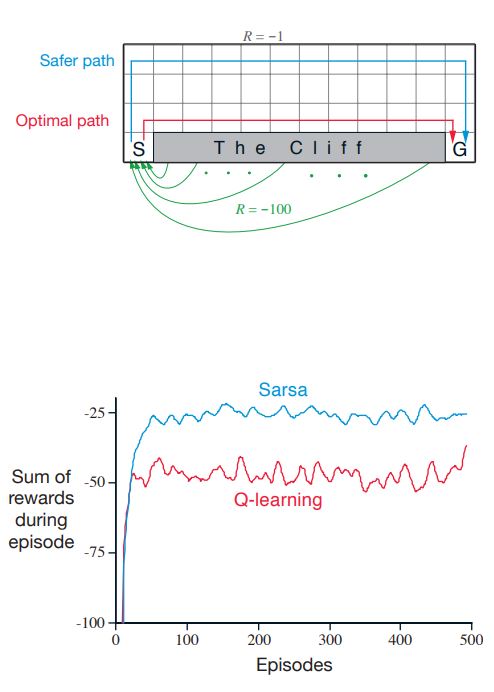 R = −1
Safer path
Optimal path
S
The Cliff
G
R = −100
Sarsa
-25
Sum of
rewards
during
episode
-50
Q-learning
-75
-100
0
100
200
300
400
500
Episodes